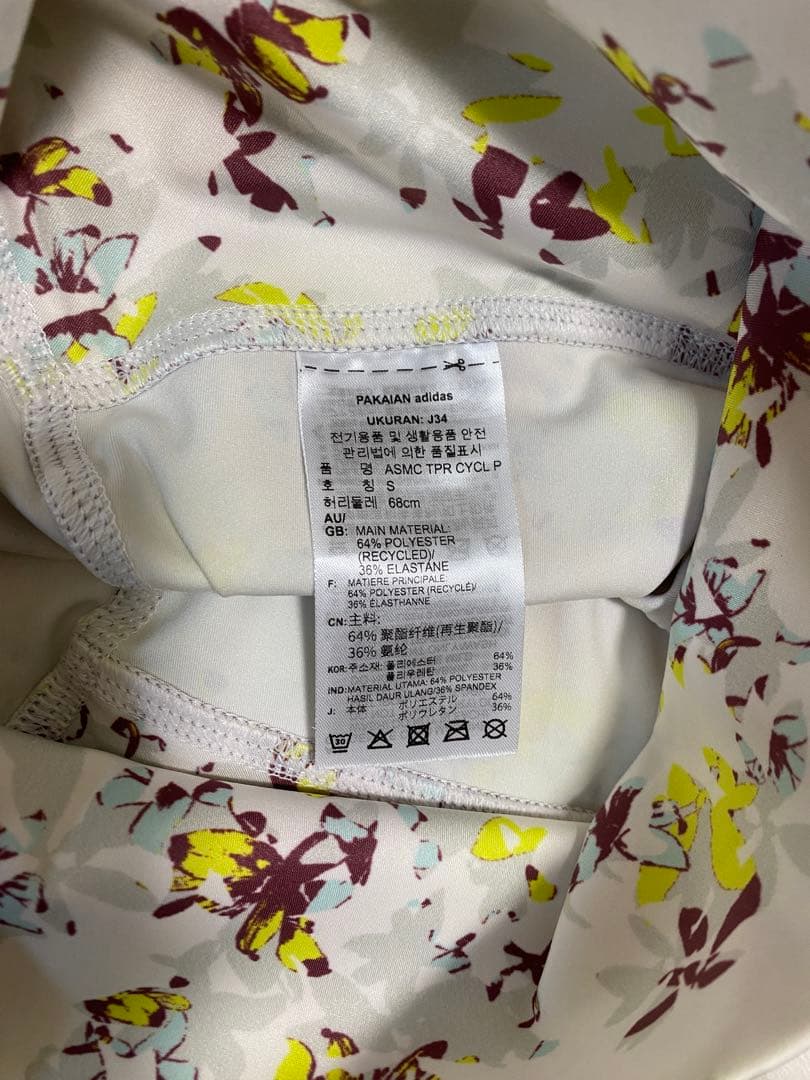 PAKAIAN adidas
UKURAN: J34
전기용품 및 생활용품 안전
관리법에 의한 품질표시
품 명 ASMC TPR CYCL P
호 칭 S
허리둘레 68cm
AU/
GB: MAIN MATERIAL:
64% POLYESTER
(RECYCLED)/
36% ELASTANE
F: MATIERE PRINCIPALE:
64% POLYESTER (RECYCLÉ)/
36% ÉLASTHANNE
CN: 主料:
64% 聚酯纤维(再生聚酯)/
36% 氨纶
KOR: 주소재: 폴리에스터 64%
폴리우레탄 36%
IND: MATERIAL UTAMA: 64% POLYESTER
HASIL DAUR ULANG/36% SPANDEX
J: 本体 ポリエステル 64%
ポリウレタン 36%
30